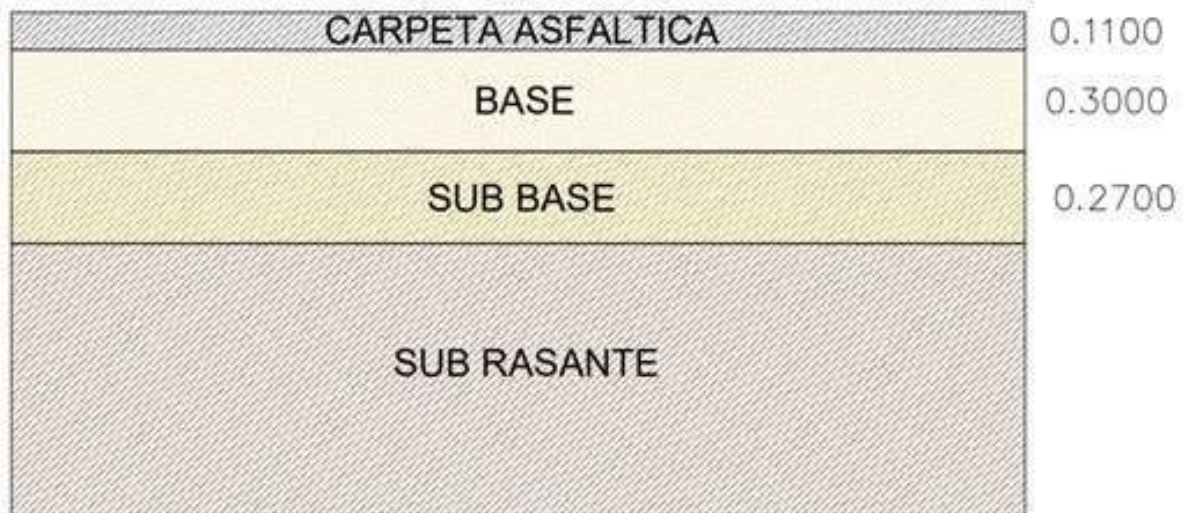 CARPETA ASFALTICA 0.1100
BASE 0.3000
SUB BASE 0.2700
SUB RASANTE